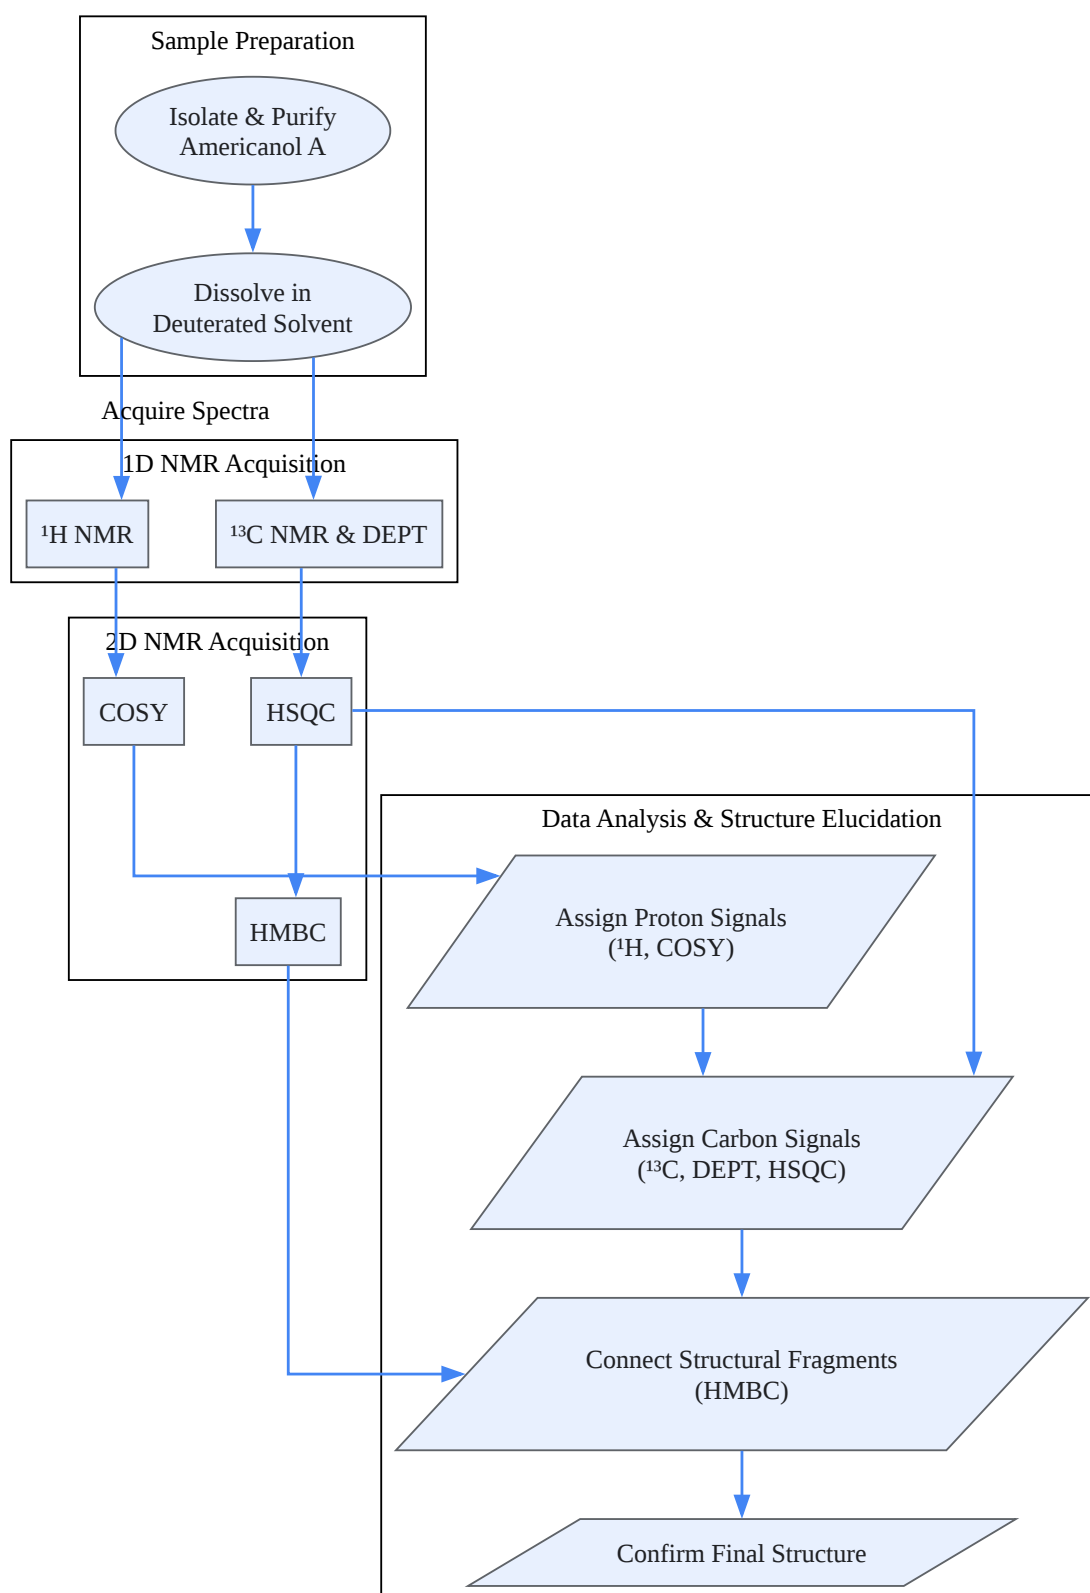 Sample Preparation
Isolate & Purify
Americanol A
Dissolve in
Deuterated Solvent
Acquire Spectra
1D NMR Acquisition
¹H NMR
¹³C NMR & DEPT
2D NMR Acquisition
COSY
HSQC
HMBC
Data Analysis & Structure Elucidation
Assign Proton Signals
(¹H, COSY)
Assign Carbon Signals
(¹³C, DEPT, HSQC)
Connect Structural Fragments
(HMBC)
Confirm Final Structure